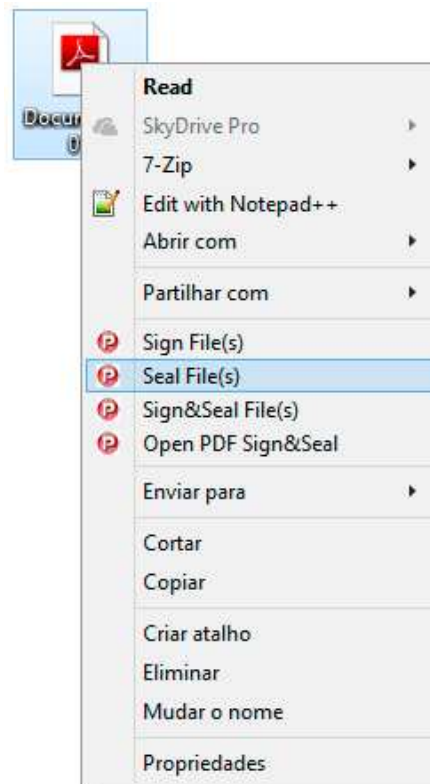 Read
SkyDrive Pro
7-Zip
Edit with Notepad++
Abrir com
Partilhar com
Sign File(s)
Seal File(s)
Sign&Seal File(s)
Open PDF Sign&Seal
Enviar para
Cortar
Copiar
Criar atalho
Eliminar
Mudar o nome
Propriedades